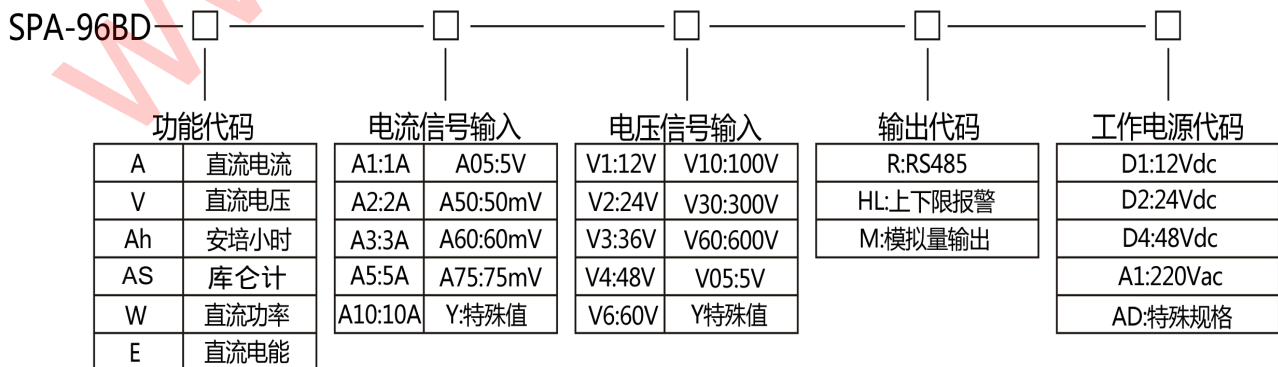 SPA-96BD
功能代码 电流信号输入 电压信号输入 输出代码 工作电源代码
A 直流电流 A1:1A A05:5V V1:12V V10:100V R:RS485 D1:12Vdc
V 直流电压 A2:2A A50:50mV V2:24V V30:300V HL:上下限报警 D2:24Vdc
Ah 安培小时 A3:3A A60:60mV V3:36V V60:600V M:模拟量输出 D4:48Vdc
AS 库仑计 A5:5A A75:75mV V4:48V V05:5V A1:220Vac
W 直流功率 A10:10A Y:特殊值 V6:60V Y特殊值 AD:特殊规格
E 直流电能